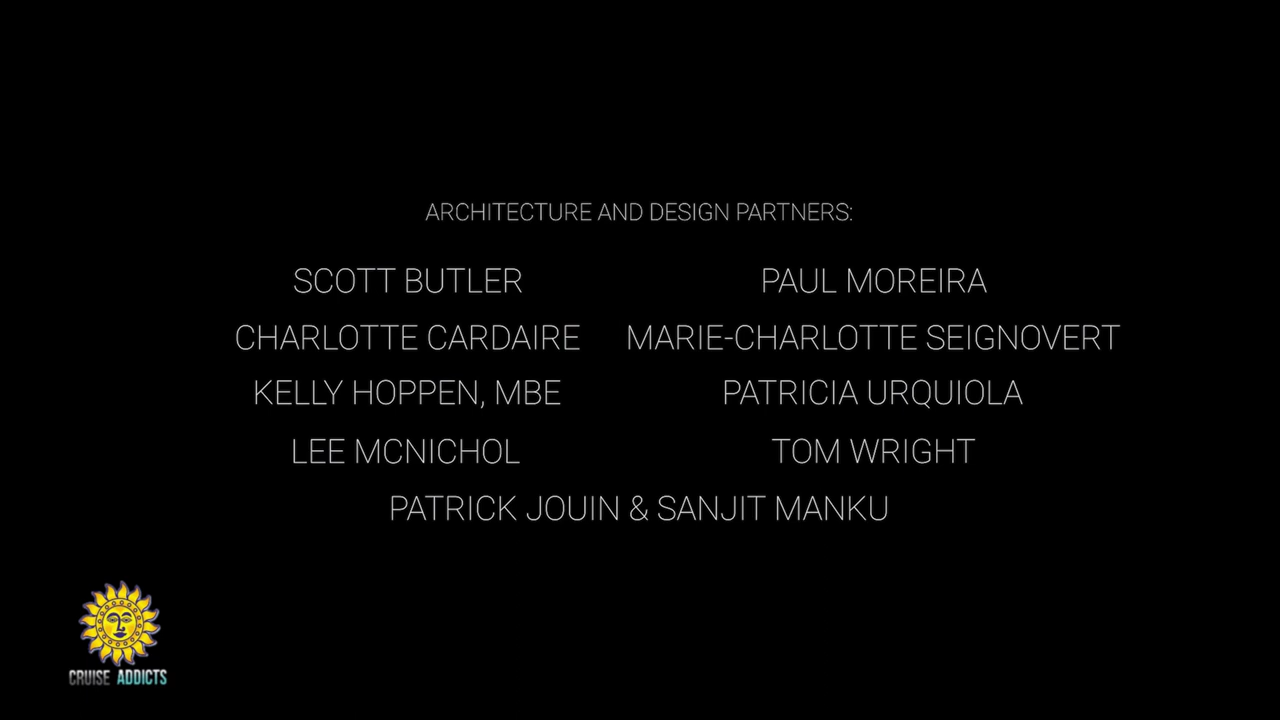 ARCHITECTURE AND DESIGN PARTNERS:
SCOTT BUTLER
PAUL MOREIRA
CHARLOTTE CARDAIRE
MARIE-CHARLOTTE SEIGNOVERT
KELLY HOPPEN, MBE
PATRICIA URQUIOLA
LEE MCNICHOL
TOM WRIGHT
PATRICK JOUIN & SANJIT MANKU
CRUISE ADDICTS